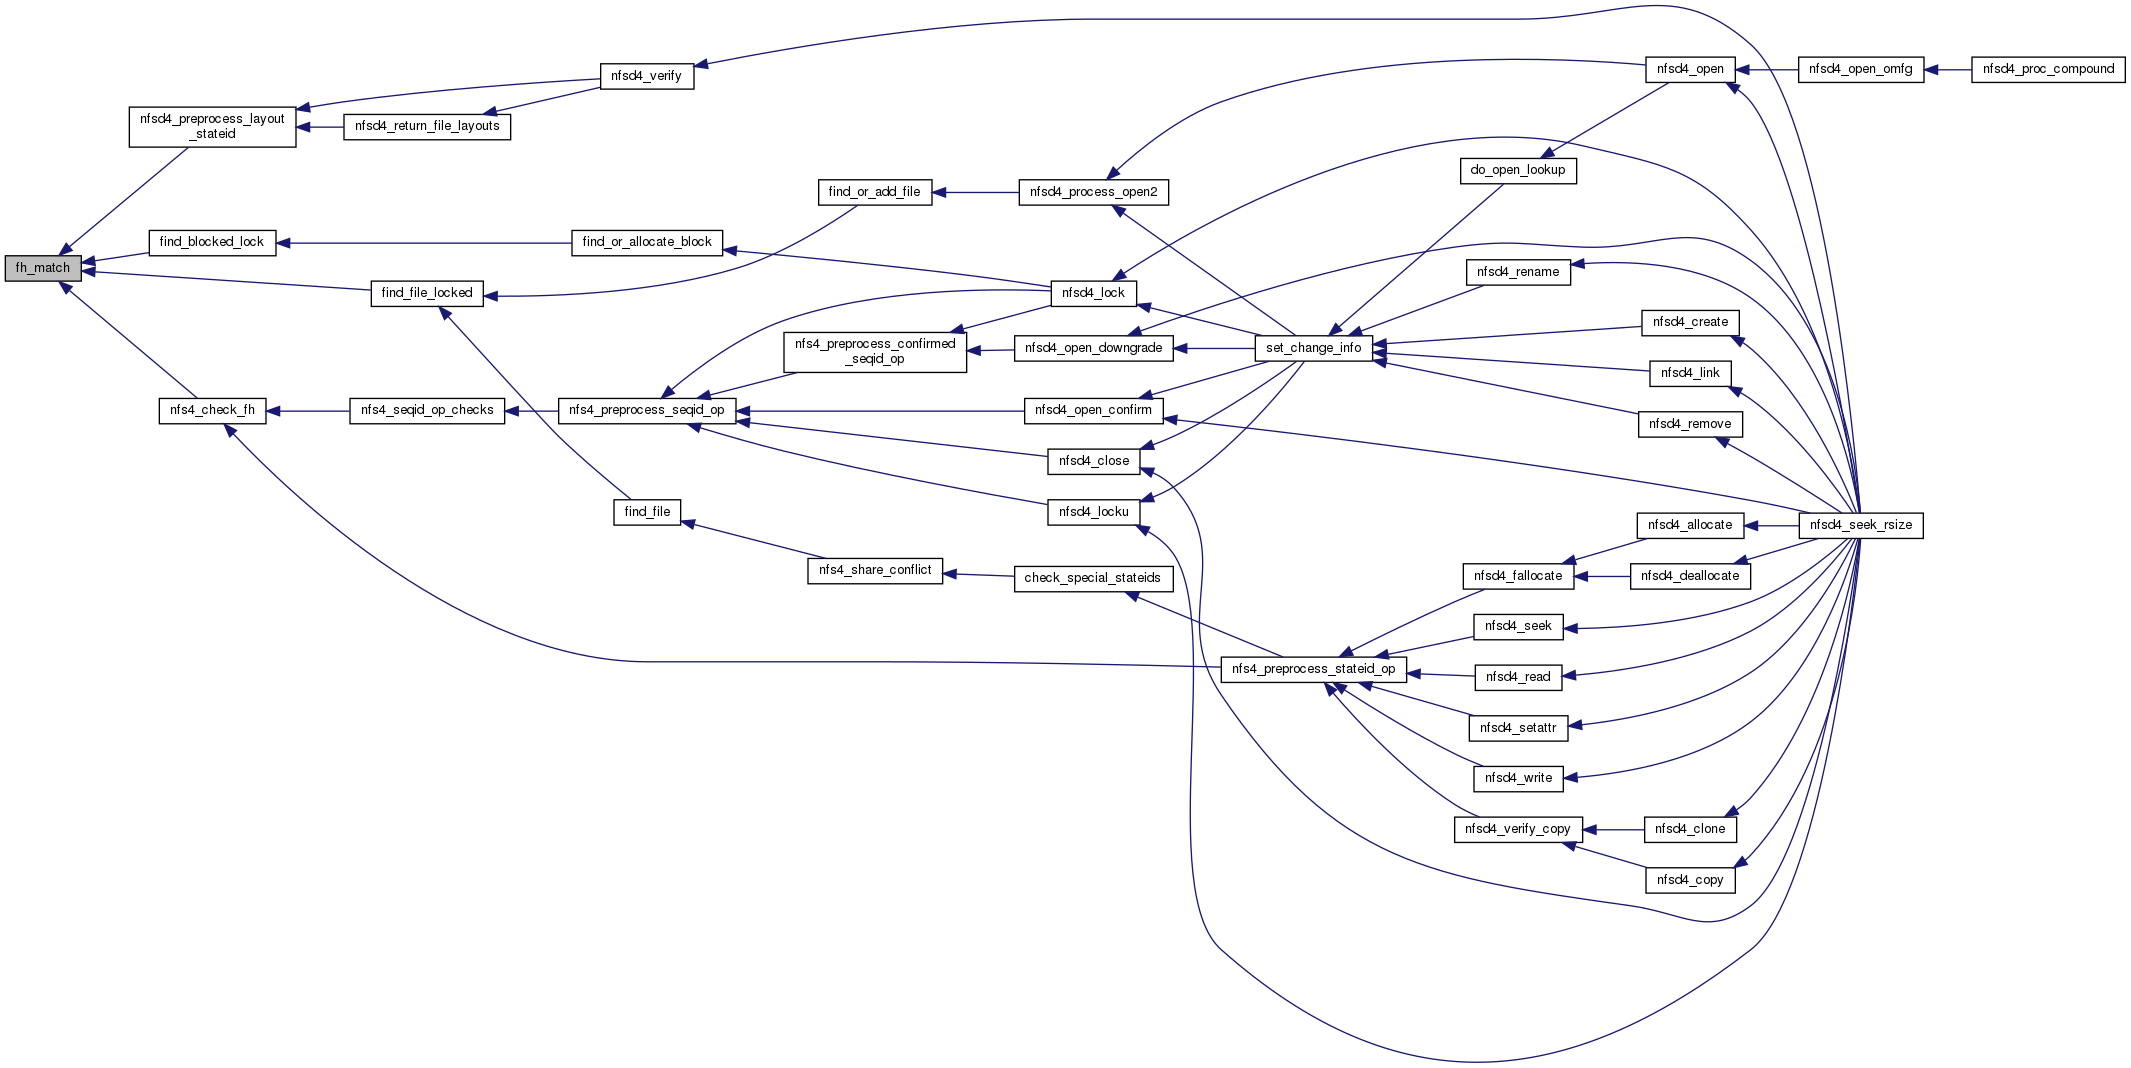 fh_match
nfsd4_preprocess_layout
_stateid
find_blocked_lock
nfs4_check_fh
nfsd4_return_file_layouts
find_file_locked
nfs4_seqid_op_checks
nfsd4_verify
find_or_allocate_block
nfs4_preprocess_seqid_op
find_file
find_or_add_file
nfs4_preprocess_confirmed
_seqid_op
nfs4_share_conflict
nfsd4_process_open2
nfsd4_lock
nfsd4_open_downgrade
nfsd4_open_confirm
nfsd4_close
nfsd4_locku
check_special_stateids
set_change_info
nfs4_preprocess_stateid_op
do_open_lookup
nfsd4_rename
nfsd4_fallocate
nfsd4_seek
nfsd4_read
nfsd4_setattr
nfsd4_write
nfsd4_verify_copy
nfsd4_open
nfsd4_create
nfsd4_link
nfsd4_remove
nfsd4_allocate
nfsd4_deallocate
nfsd4_clone
nfsd4_copy
nfsd4_open_omfg
nfsd4_seek_rsize
nfsd4_proc_compound